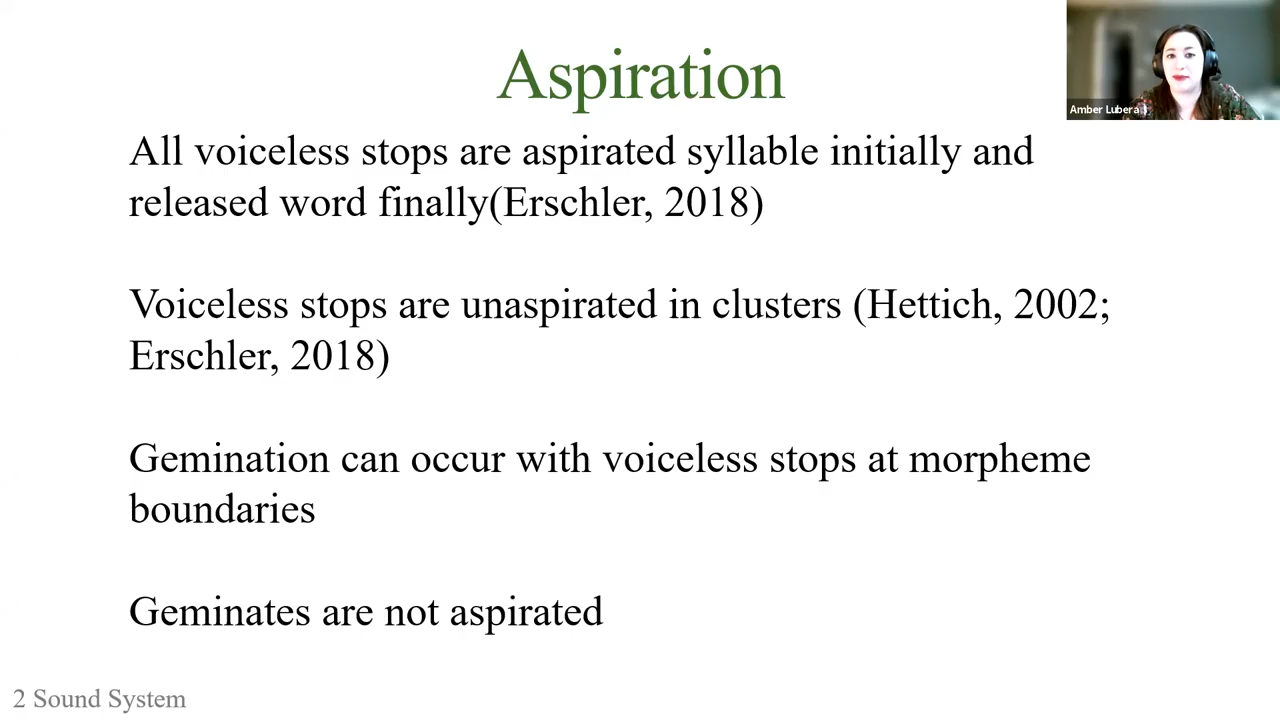 Aspiration
Amber Lubera
All voiceless stops are aspirated syllable initially and
released word finally(Erschler, 2018)
Voiceless stops are unaspirated in clusters (Hettich, 2002;
Erschler, 2018)
Gemination can occur with voiceless stops at morpheme
boundaries
Geminates are not aspirated
2 Sound System